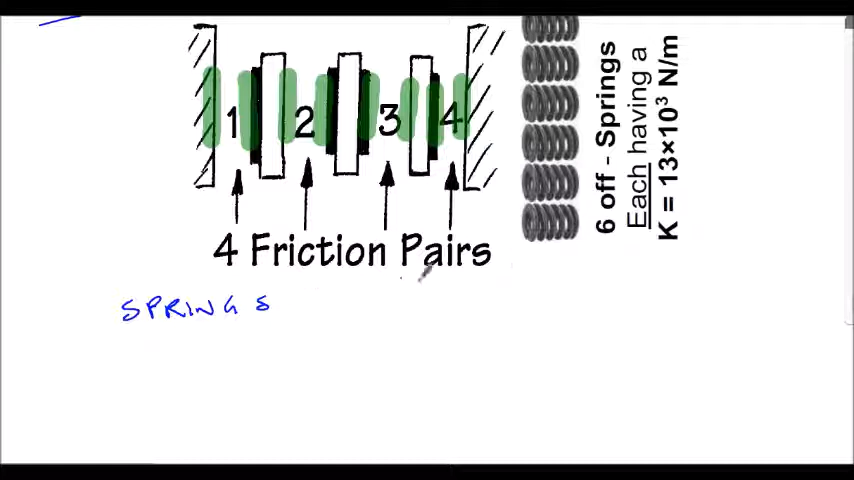 1 2 3 4
4 Friction Pairs
SPRINGS
6 off - Springs
Each having a
K = 13×10³ N/m